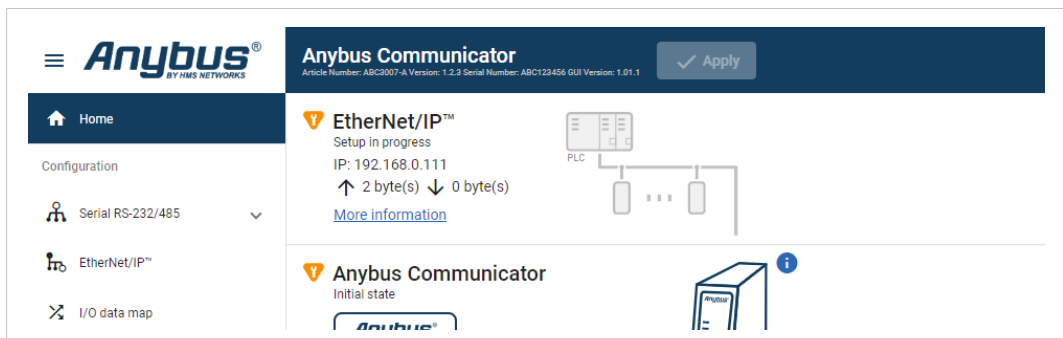 Anybus®
BY HMS NETWORKS
Anybus Communicator
Article Number: ABC3007-A Version: 1.2.3 Serial Number: ABC123456 GUI Version: 1.01.1
Apply
Home
Configuration
Serial RS-232/485
EtherNet/IP™
I/O data map
EtherNet/IP™
Setup in progress
IP: 192.168.0.111
2 byte(s) 0 byte(s)
More information
PLC
Anybus Communicator
Initial state
Anybus®
Anybus